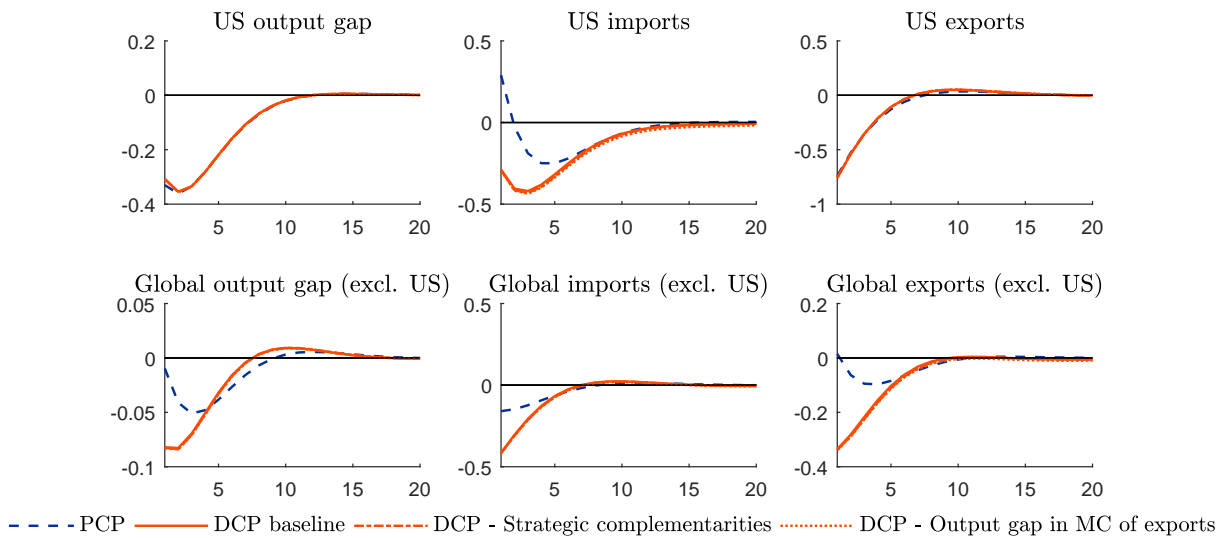 US output gap
US imports
US exports
0.2
0
-0.2
-0.4
5 10 15 20
0.5
0
-0.5
5 10 15 20
0
-0.5
-1
0.5
5 10 15 20
Global output gap (excl. US)
Global imports (excl. US)
Global exports (excl. US)
0.05
0
-0.05
-0.1
5 10 15 20
0.5
0
-0.5
5 10 15 20
0.2
0
-0.2
-0.4
5 10 15 20
PCP
DCP baseline
DCP - Strategic complementarities
DCP - Output gap in MC of exports